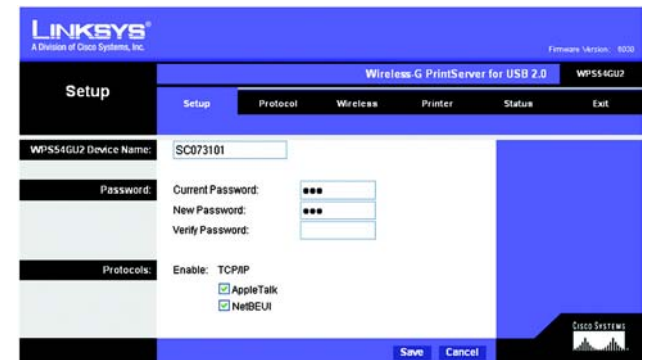 LINKSYS®
A Division of Cisco Systems, Inc.
Firmware Version: 6030
Setup
Wireless-G PrintServer for USB 2.0 WPS54GU2
Setup Protocol Wireless Printer Status Exit
WPS54GU2 Device Name: SC073101
Password: Current Password: •••
New Password: •••
Verify Password:
Protocols: Enable: TCP/IP
AppleTalk
NetBEUI
Save Cancel
CISCO SYSTEMS